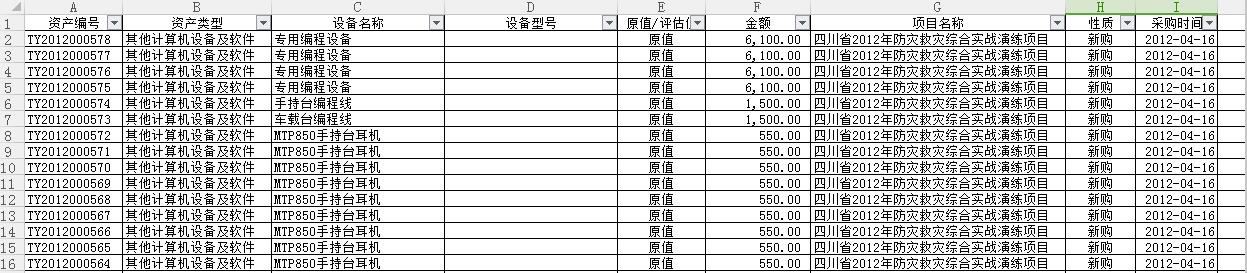 A B C D E F G H I
1 资产编号 资产类型 设备名称 设备型号 原值/评估 金额 项目名称 性质 采购时间
2 TY2012000578 其他计算机设备及软件 专用编程设备 原值 6,100.00 四川省2012年防灾救灾综合实战演练项目 新购 2012-04-16
3 TY2012000577 其他计算机设备及软件 专用编程设备 原值 6,100.00 四川省2012年防灾救灾综合实战演练项目 新购 2012-04-16
4 TY2012000576 其他计算机设备及软件 专用编程设备 原值 6,100.00 四川省2012年防灾救灾综合实战演练项目 新购 2012-04-16
5 TY2012000575 其他计算机设备及软件 专用编程设备 原值 6,100.00 四川省2012年防灾救灾综合实战演练项目 新购 2012-04-16
6 TY2012000574 其他计算机设备及软件 手持台编程线 原值 1,500.00 四川省2012年防灾救灾综合实战演练项目 新购 2012-04-16
7 TY2012000573 其他计算机设备及软件 车载台编程线 原值 1,500.00 四川省2012年防灾救灾综合实战演练项目 新购 2012-04-16
8 TY2012000572 其他计算机设备及软件 MTP850手持台耳机 原值 550.00 四川省2012年防灾救灾综合实战演练项目 新购 2012-04-16
9 TY2012000571 其他计算机设备及软件 MTP850手持台耳机 原值 550.00 四川省2012年防灾救灾综合实战演练项目 新购 2012-04-16
10 TY2012000570 其他计算机设备及软件 MTP850手持台耳机 原值 550.00 四川省2012年防灾救灾综合实战演练项目 新购 2012-04-16
11 TY2012000569 其他计算机设备及软件 MTP850手持台耳机 原值 550.00 四川省2012年防灾救灾综合实战演练项目 新购 2012-04-16
12 TY2012000568 其他计算机设备及软件 MTP850手持台耳机 原值 550.00 四川省2012年防灾救灾综合实战演练项目 新购 2012-04-16
13 TY2012000567 其他计算机设备及软件 MTP850手持台耳机 原值 550.00 四川省2012年防灾救灾综合实战演练项目 新购 2012-04-16
14 TY2012000566 其他计算机设备及软件 MTP850手持台耳机 原值 550.00 四川省2012年防灾救灾综合实战演练项目 新购 2012-04-16
15 TY2012000565 其他计算机设备及软件 MTP850手持台耳机 原值 550.00 四川省2012年防灾救灾综合实战演练项目 新购 2012-04-16
16 TY2012000564 其他计算机设备及软件 MTP850手持台耳机 原值 550.00 四川省2012年防灾救灾综合实战演练项目 新购 2012-04-16